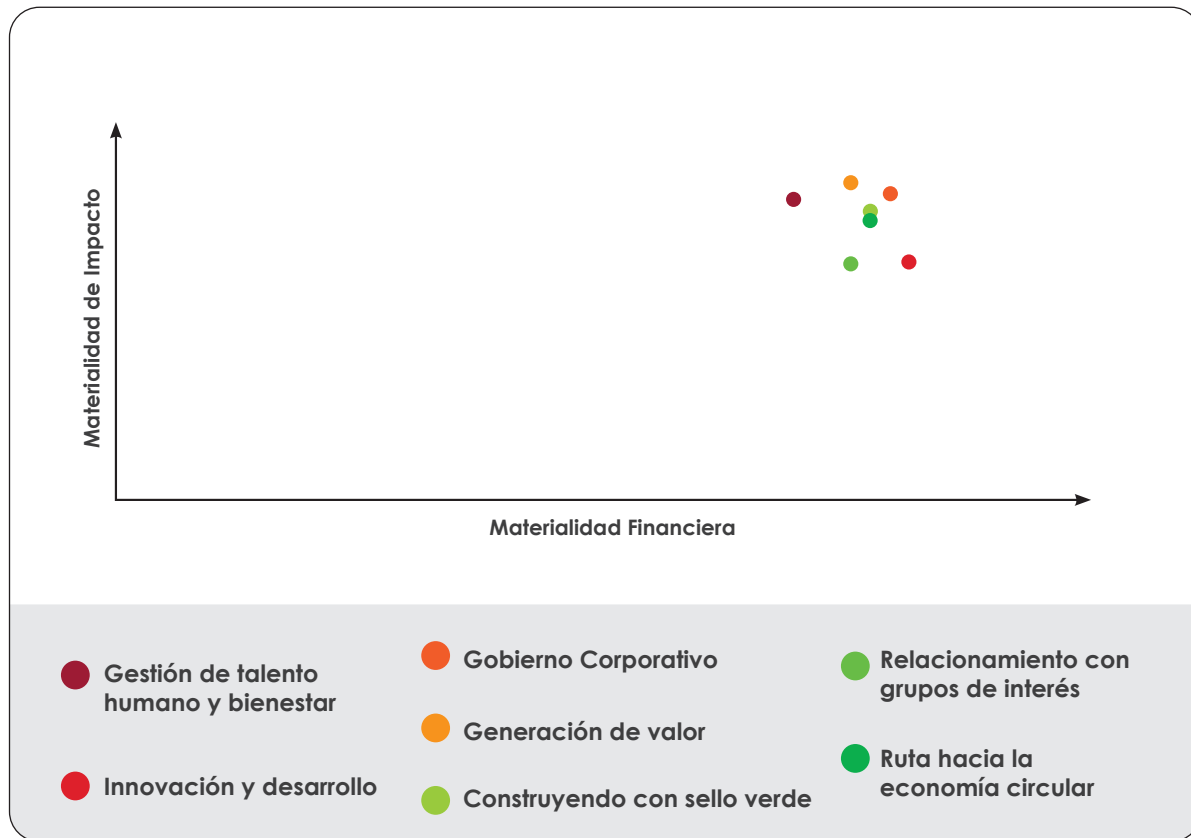 Materialidad de Impacto
Materialidad Financiera
Gestión de talento
humano y bienestar
Innovación y desarrollo
Gobierno Corporativo
Generación de valor
Construyendo con sello verde
Relacionamiento con
grupos de interés
Ruta hacia la
economía circular